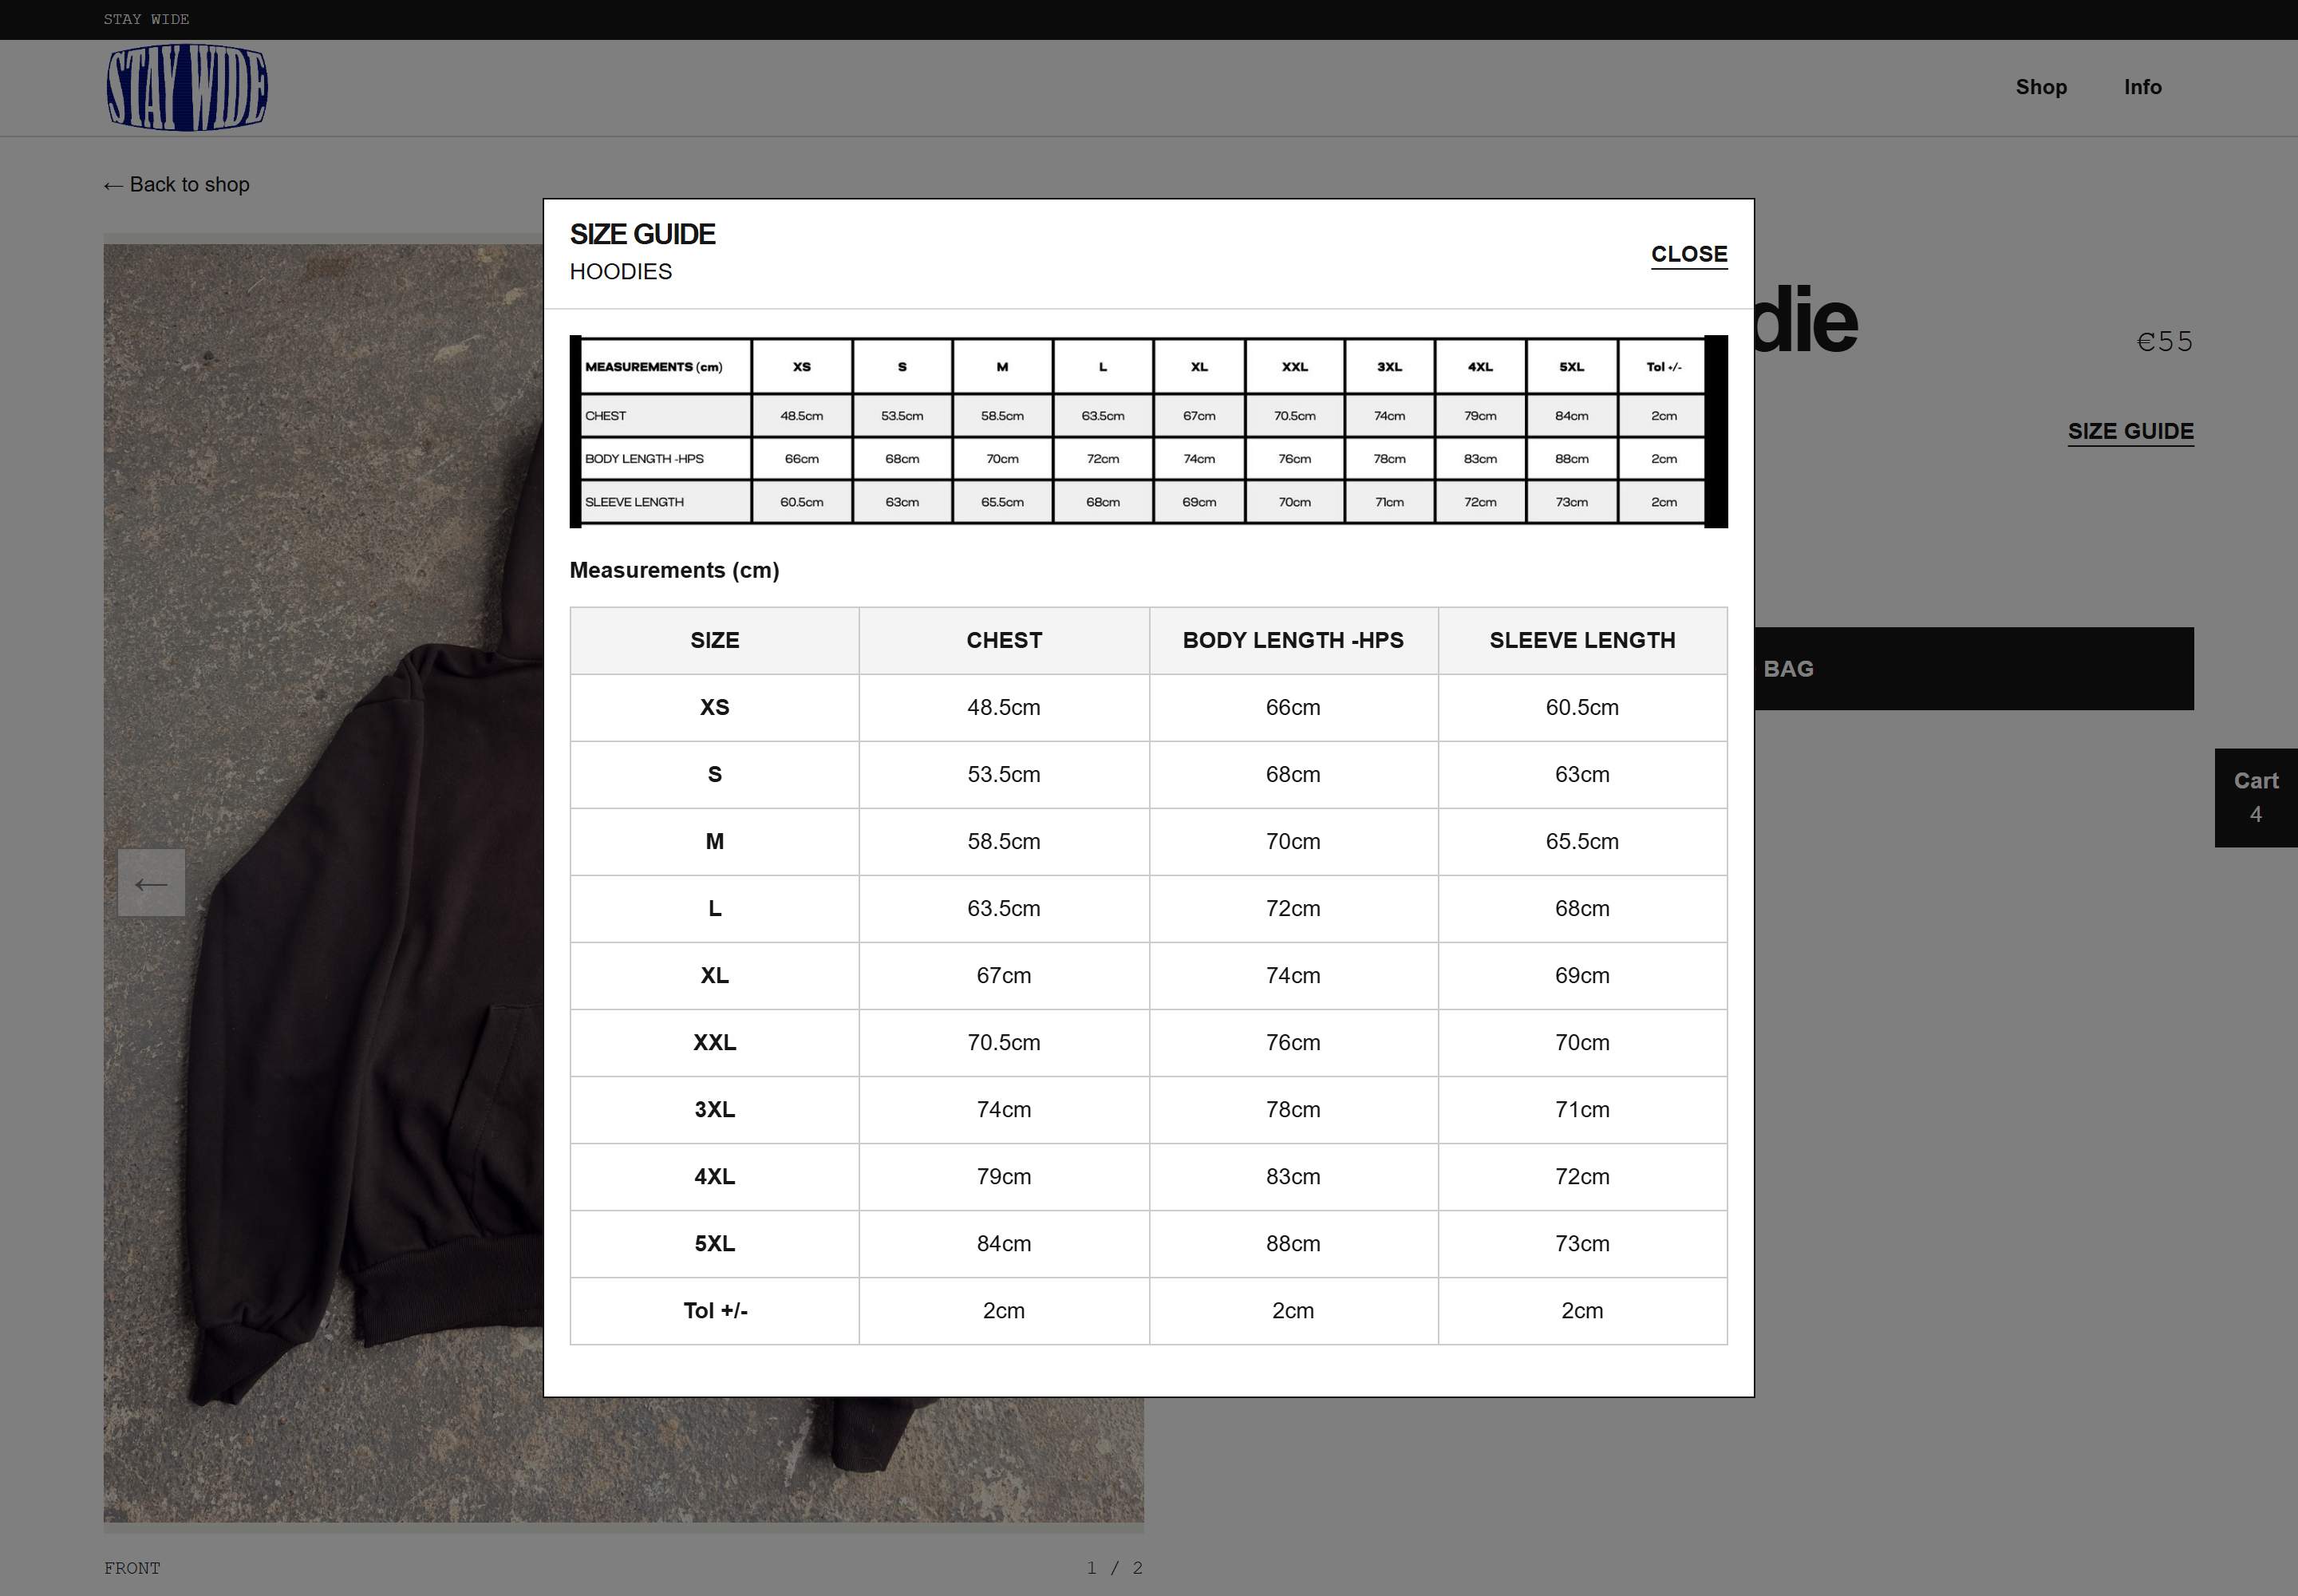 STAY WIDE
STAY WIDE
Shop Info
← Back to shop
die
€55
SIZE GUIDE
BAG
Cart
4
SIZE GUIDE
HOODIES
CLOSE
MEASUREMENTS (cm) XS S M L XL XXL 3XL 4XL 5XL Tol +/-
CHEST 48.5cm 53.5cm 58.5cm 63.5cm 67cm 70.5cm 74cm 79cm 84cm 2cm
BODY LENGTH -HPS 66cm 68cm 70cm 72cm 74cm 76cm 78cm 83cm 88cm 2cm
SLEEVE LENGTH 60.5cm 63cm 65.5cm 68cm 69cm 70cm 71cm 72cm 73cm 2cm
Measurements (cm)
SIZE CHEST BODY LENGTH -HPS SLEEVE LENGTH
XS 48.5cm 66cm 60.5cm
S 53.5cm 68cm 63cm
M 58.5cm 70cm 65.5cm
L 63.5cm 72cm 68cm
XL 67cm 74cm 69cm
XXL 70.5cm 76cm 70cm
3XL 74cm 78cm 71cm
4XL 79cm 83cm 72cm
5XL 84cm 88cm 73cm
Tol +/- 2cm 2cm 2cm
FRONT 1 / 2